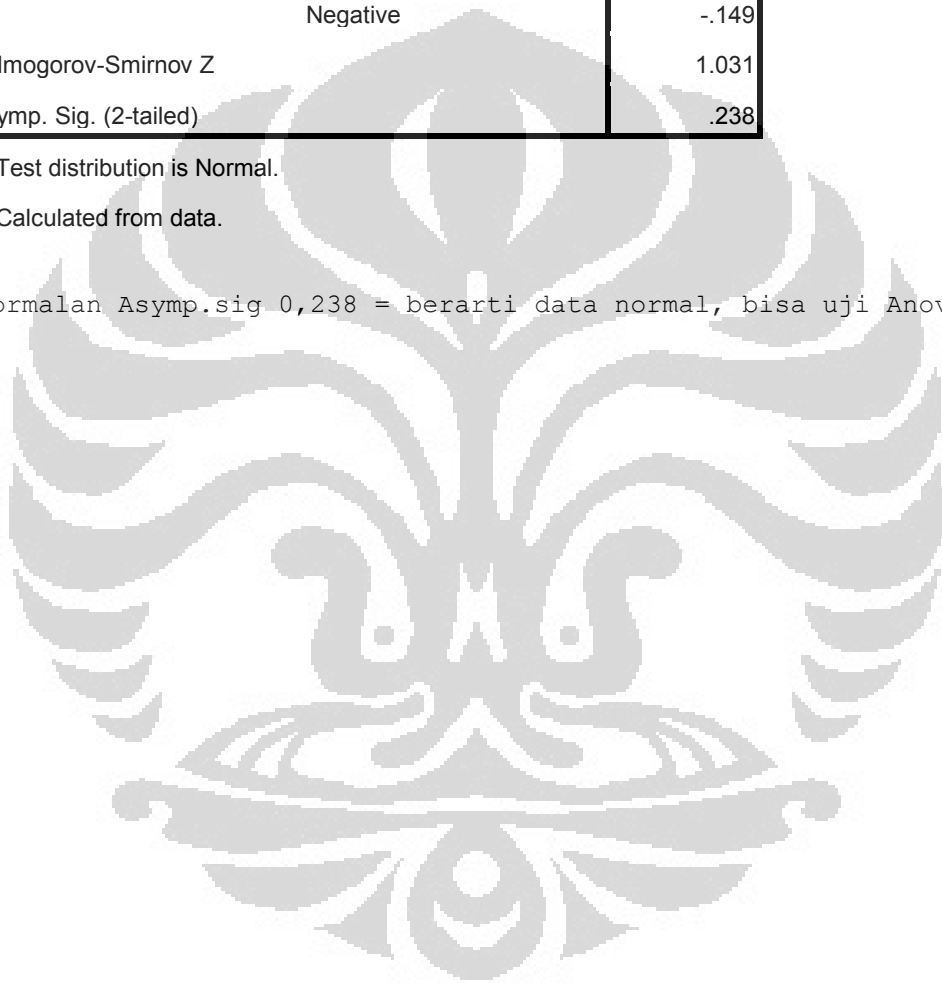 Negative -.149
lmogorov-Smirnov Z 1.031
ymp. Sig. (2-tailed) .238
Test distribution is Normal.
Calculated from data.
ormalan Asymp.sig 0,238 = berarti data normal, bisa uji Anov